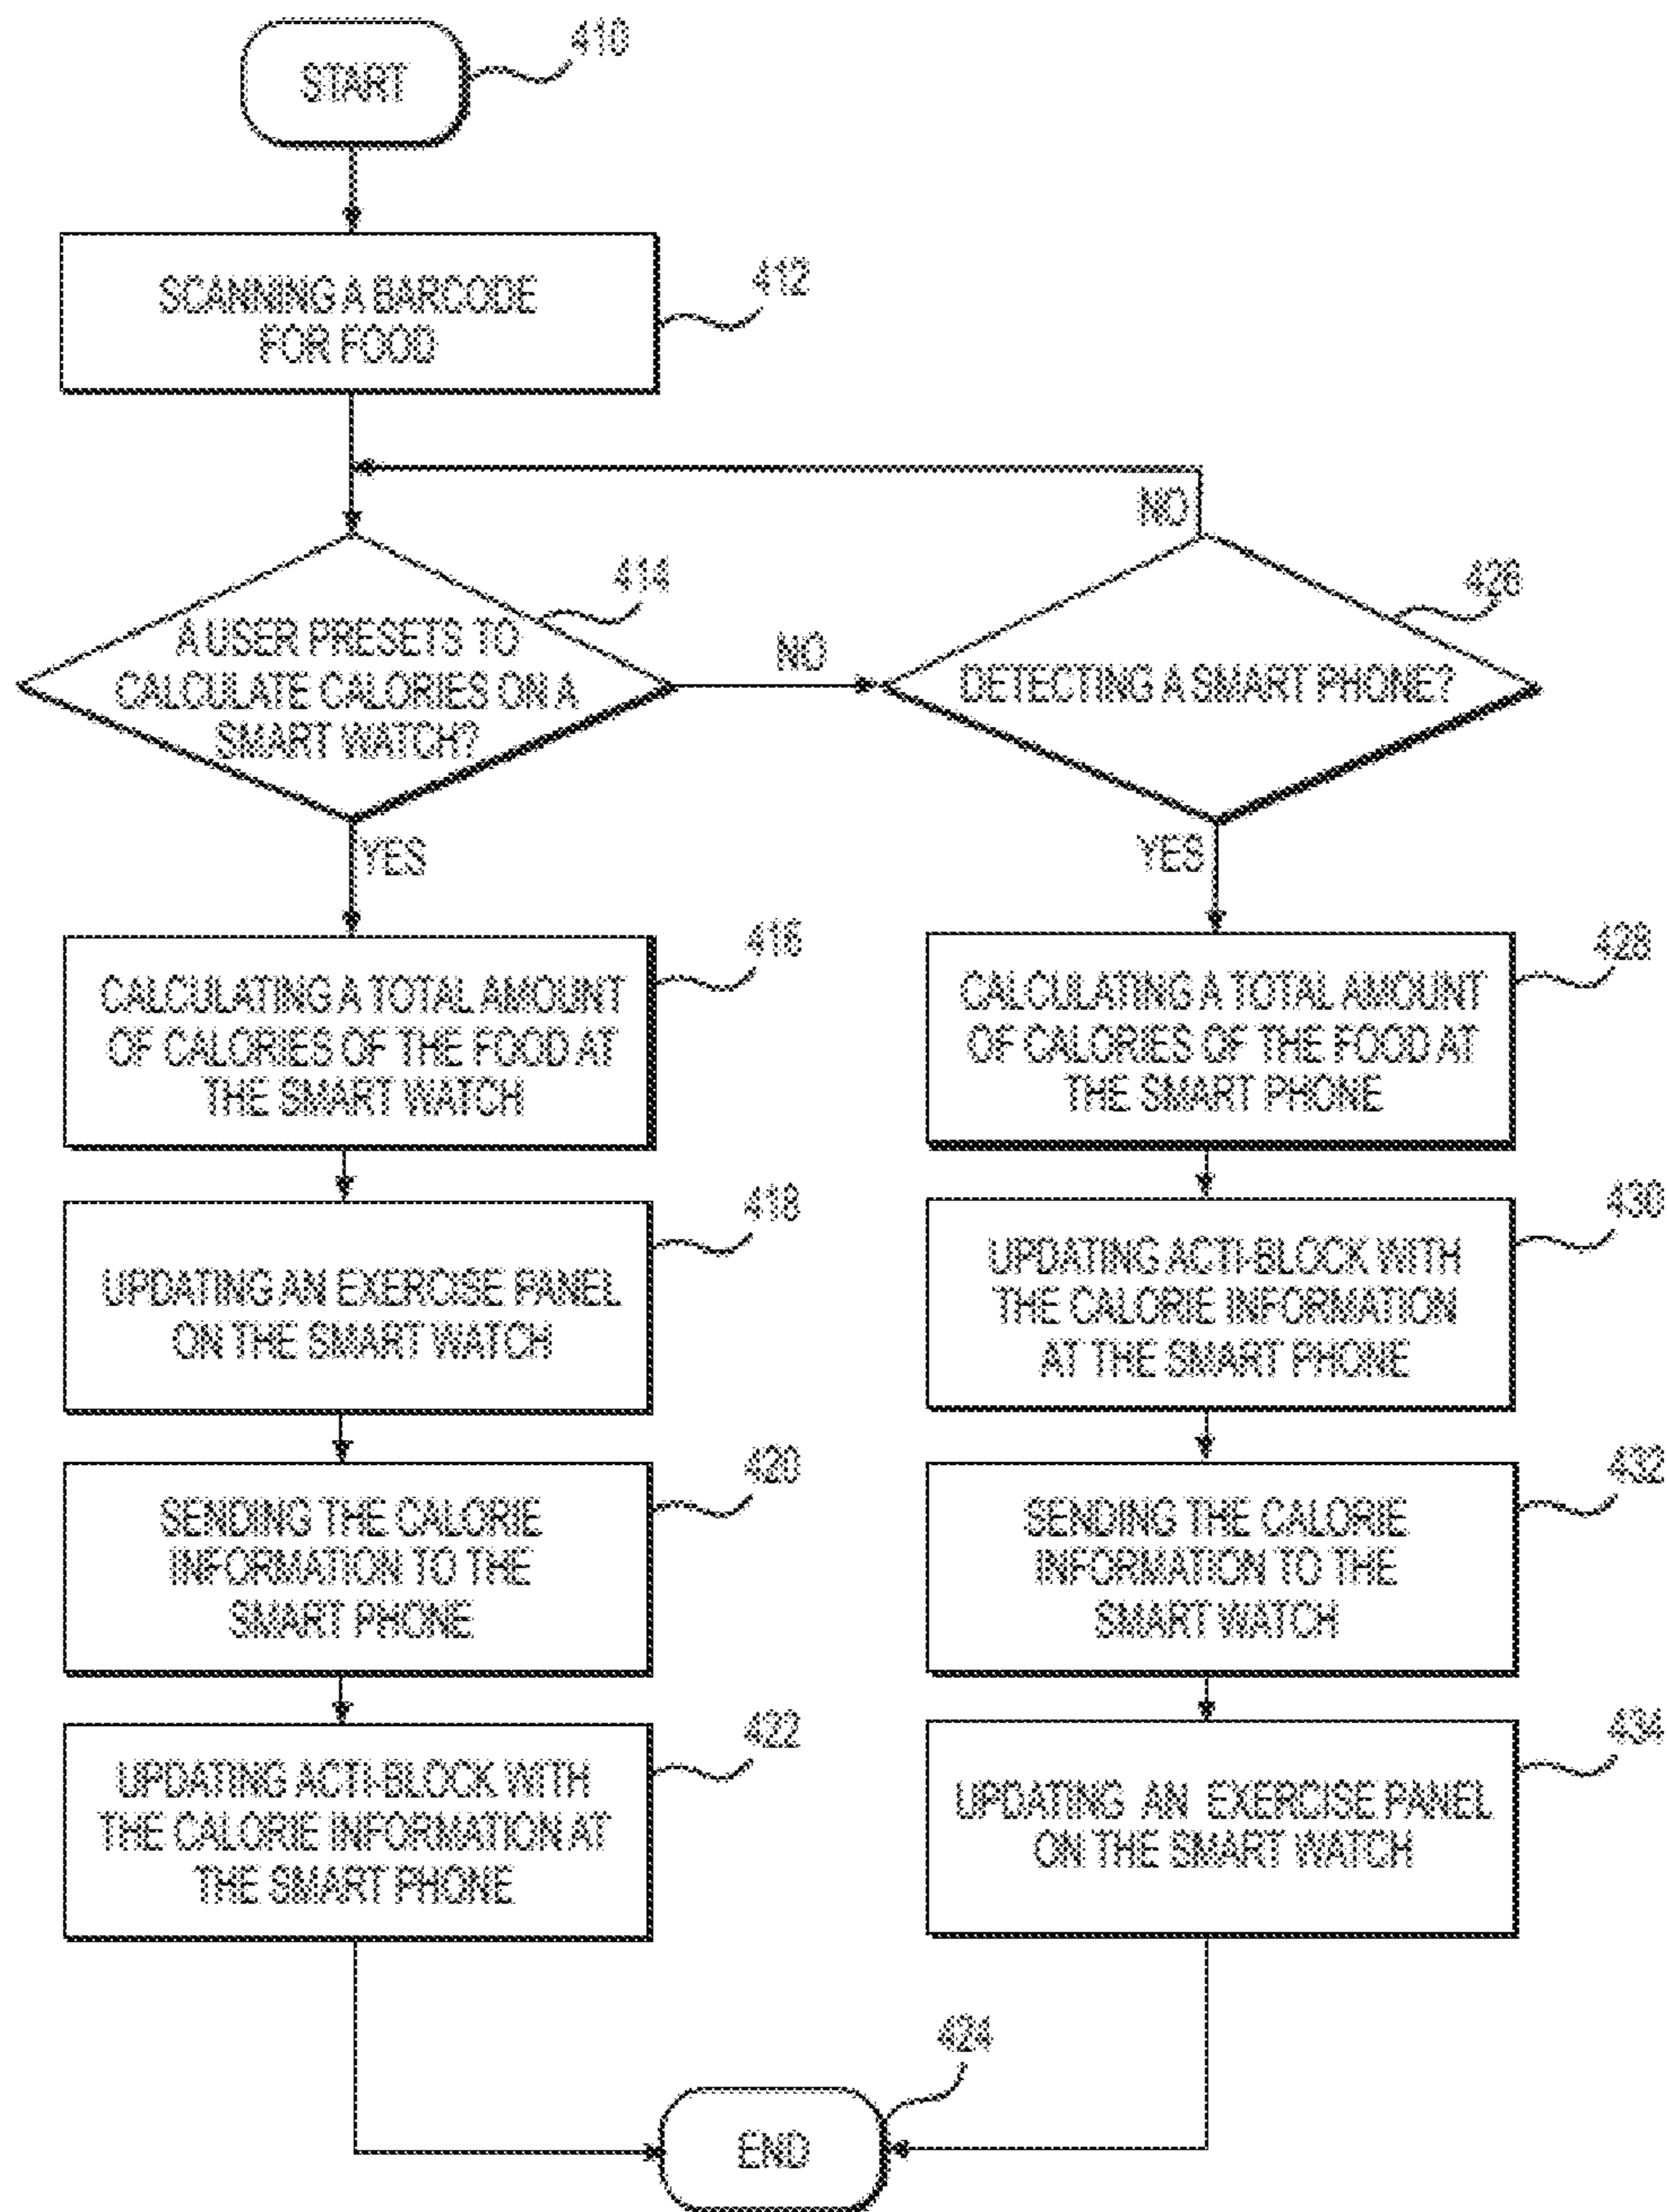 START
410
SCANNING A BARCODE
FOR FOOD
412
A USER PRESETS TO
CALCULATE CALORIES ON A
SMART WATCH?
414
NO
YES
DETECTING A SMART PHONE?
426
NO
YES
CALCULATING A TOTAL AMOUNT
OF CALORIES OF THE FOOD AT
THE SMART WATCH
416
UPDATING AN EXERCISE PANEL
ON THE SMART WATCH
418
SENDING THE CALORIE
INFORMATION TO THE
SMART PHONE
420
UPDATING ACTI-BLOCK WITH
THE CALORIE INFORMATION AT
THE SMART PHONE
422
CALCULATING A TOTAL AMOUNT
OF CALORIES OF THE FOOD AT
THE SMART PHONE
428
UPDATING ACTI-BLOCK WITH
THE CALORIE INFORMATION
AT THE SMART PHONE
430
SENDING THE CALORIE
INFORMATION TO THE
SMART WATCH
432
UPDATING AN EXERCISE PANEL
ON THE SMART WATCH
434
END
424